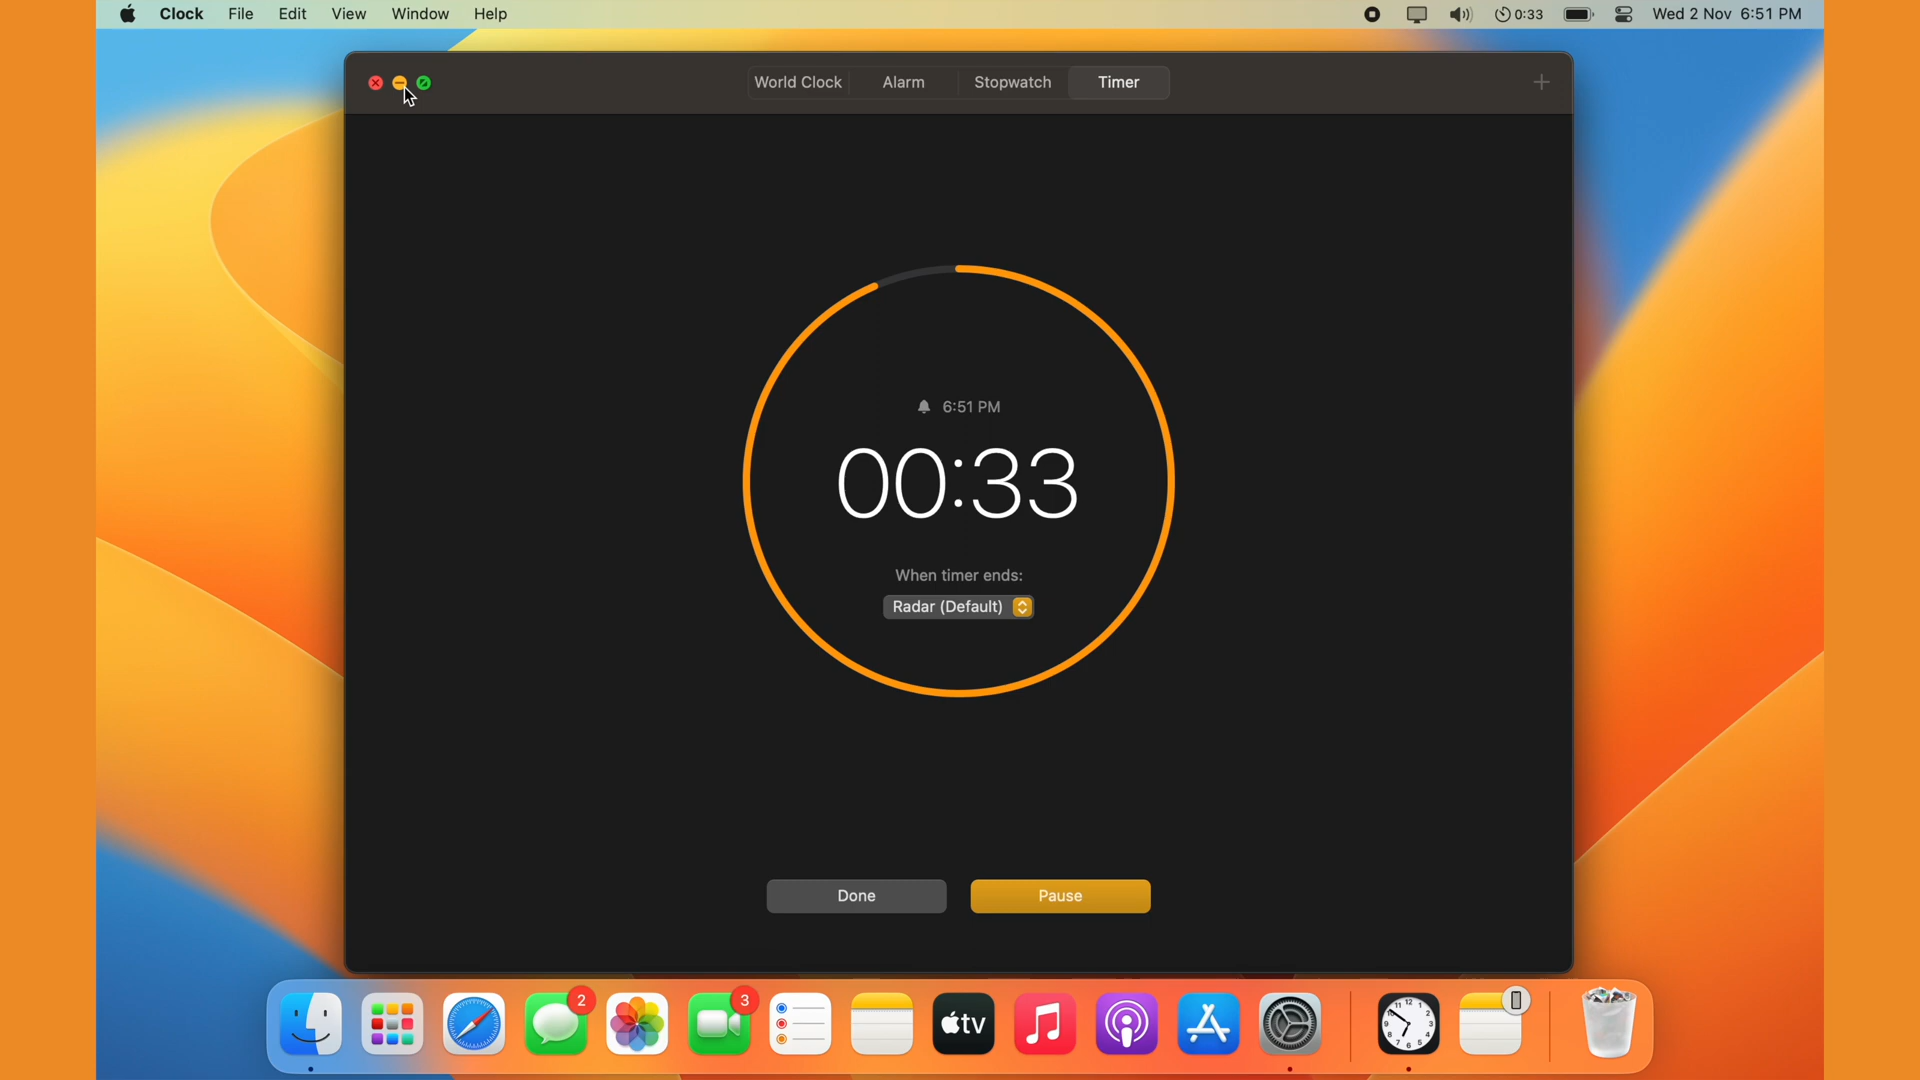 Clock File Edit View Window Help 0:33 Wed 2 Nov 6:51 PM
World Clock Alarm Stopwatch Timer
6:51 PM
00:33
When timer ends:
Radar (Default)
Done Pause
2 3
tv